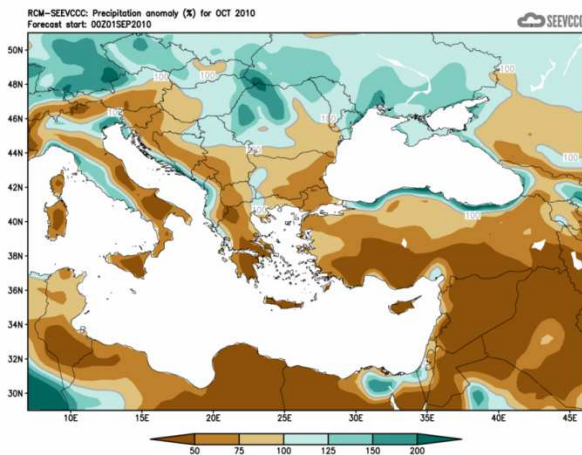 RCM-SEEVCCC: Precipitation anomaly (%) for OCT 2010
Forecast start: 00Z01SEP2010
SEEVCCC
50N
48N
46N
44N
42N
40N
38N
36N
34N
32N
30N
100
100
100
100
100
100
100
100
10E
15E
20E
25E
30E
35E
40E
45E
50
75
100
125
150
200